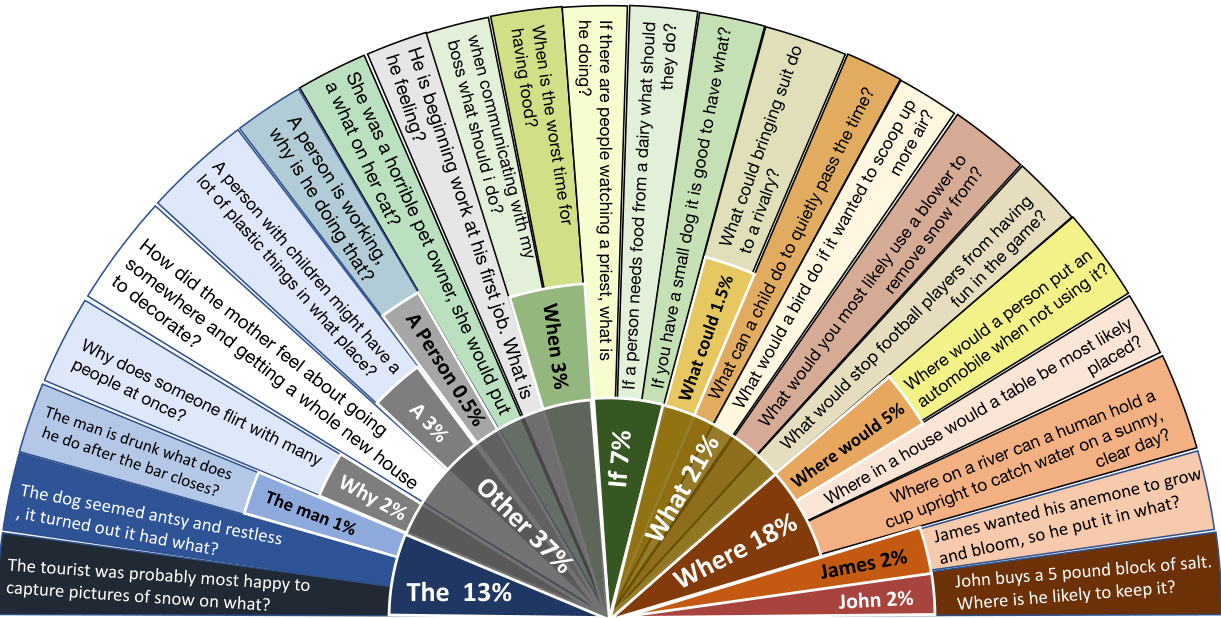 The tourist was probably most happy to
capture pictures of snow on what?
The dog seemed antsy and restless
, it turned out it had what?
The 13%
The man is drunk what does
he do after the bar closes?
The man 1%
Why does someone flirt with many
people at once?
Why 2%
How did the mother feel about going
somewhere and getting a whole new house
to decorate?
A person with children might have a
lot of plastic things in what place?
A 3%
A person is working,
why is he doing that?
A Person 0.5%
She was a horrible pet owner, she would put
a what on her cat?
He is beginning work at his first job. What is
he feeling?
when communicating with my
boss what should i do?
When is the worst time for
having food?
When 3%
Other 37%
If there are people watching a priest, what is
he doing?
If a person needs food from a dairy what should
they do?
If you have a small dog it is good to have what?
If 7%
What could bringing suit do
to a rivalry?
What could 1.5%
What can a child do to quietly pass the time?
What would a bird do if it wanted to scoop up
more air?
What would you most likely use a blower to
remove snow from?
What would stop football players from having
fun in the game?
What 21%
Where would a person put an
automobile when not using it?
Where would 5%
Where in a house would a table be most likely
placed?
Where on a river can a human hold a
cup upright to catch water on a sunny,
clear day?
Where 18%
James wanted his anemone to grow
and bloom, so he put it in what?
James 2%
John buys a 5 pound block of salt.
Where is he likely to keep it?
John 2%